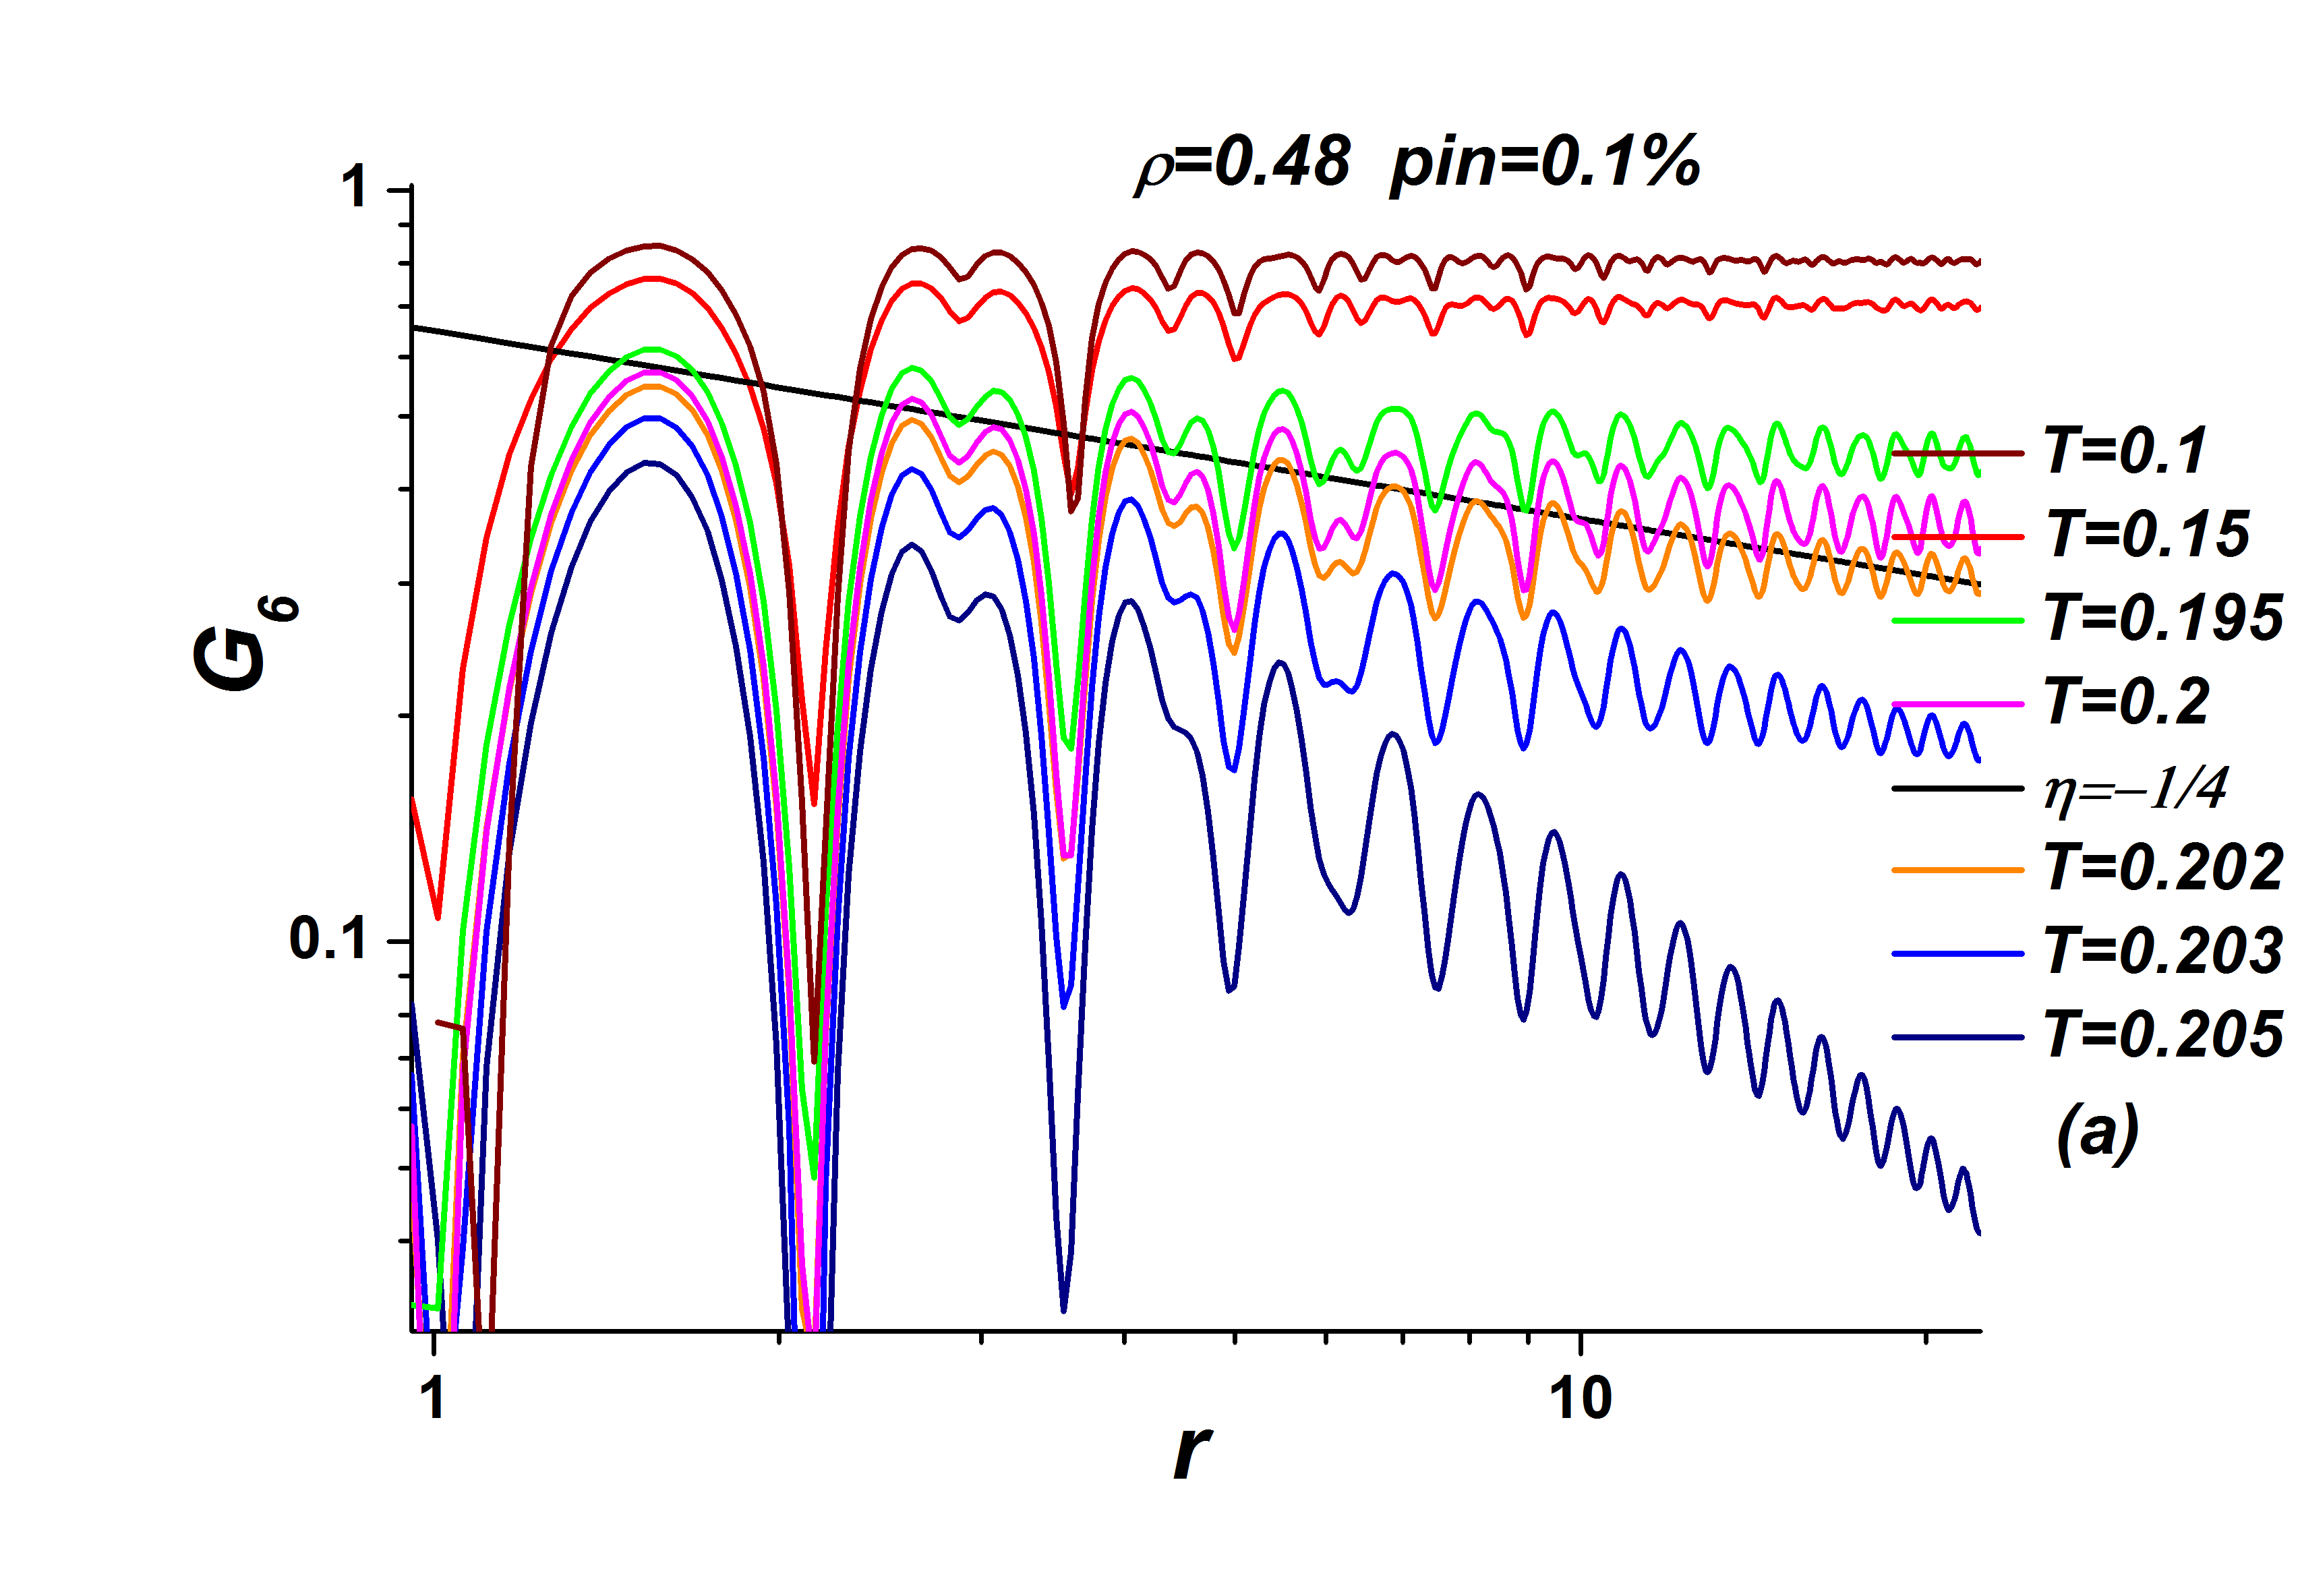 ρ=0.48 pin=0.1%
1
0.1
G6
1
10
r
T=0.1
T=0.15
T=0.195
T=0.2
η=−1/4
T=0.202
T=0.203
T=0.205
(a)